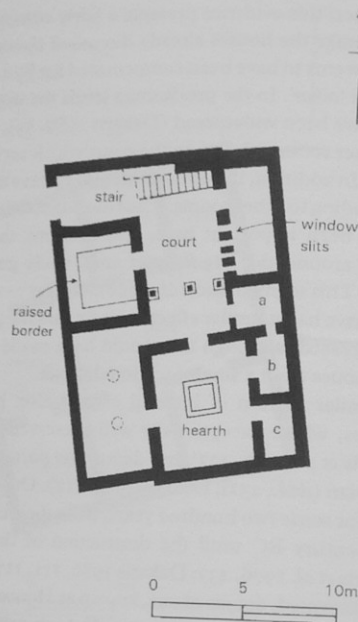 stair
court
window
slits
raised
border
a
b
hearth
c
0 5 10m